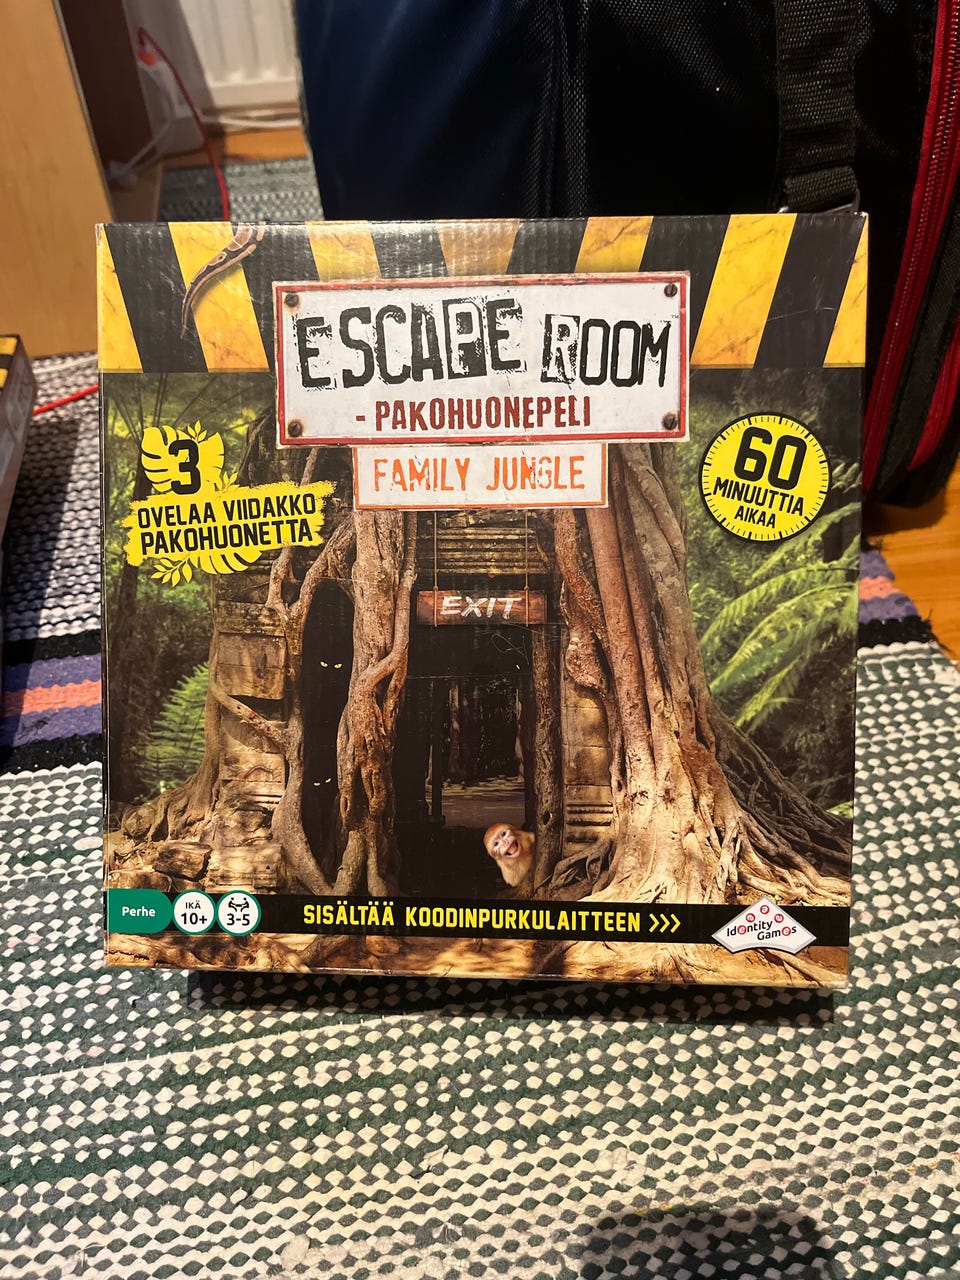 ESCAPE ROOM™
- PAKOHUONEPELI
FAMILY JUNGLE
3
OVELAA VIIDAKKO
PAKOHUONETTA
60
MINUUTTIA
AIKAA
EXIT
Perhe
IKÄ
10+
3-5
SISÄLTÄÄ KOODINPURKULAITTEEN >>>
Identity
Games